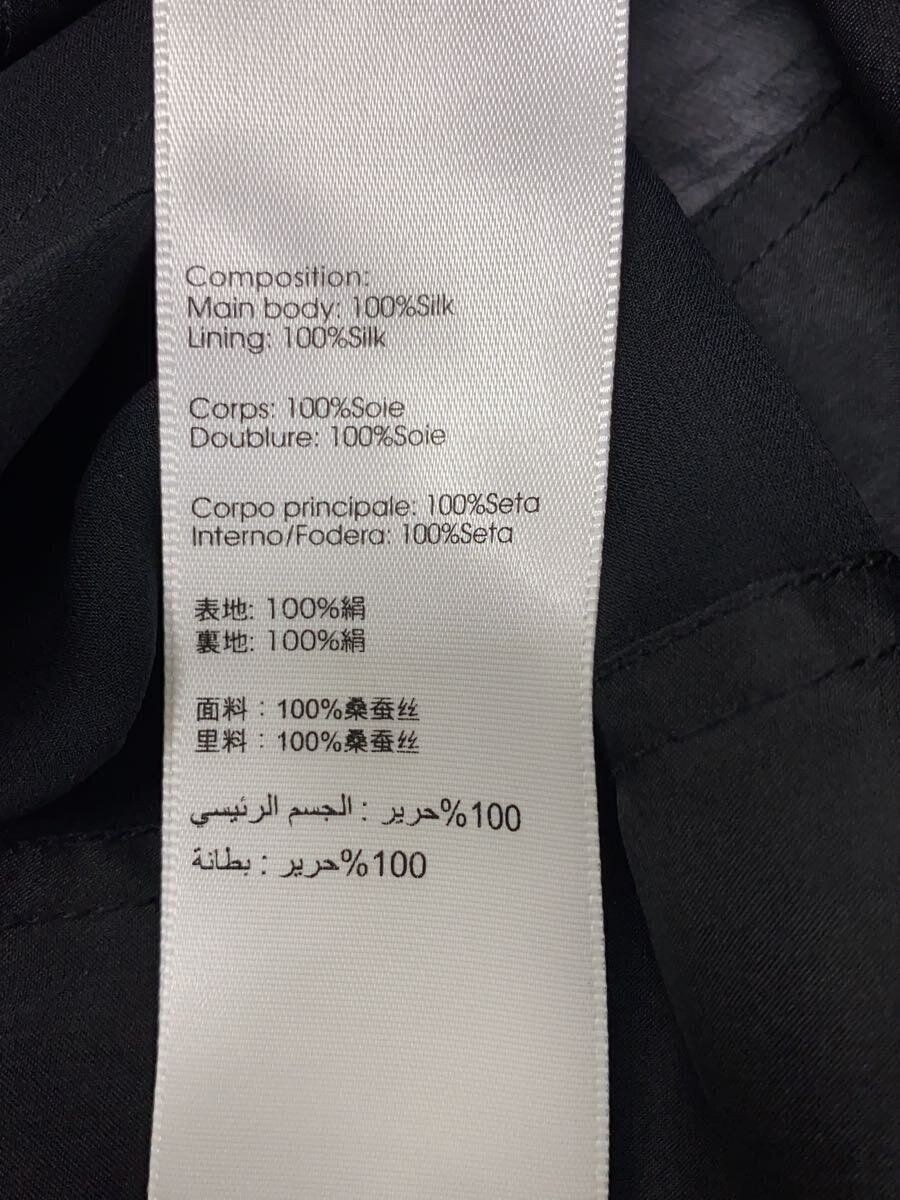 Composition:
Main body: 100%Silk
Lining: 100%Silk
Corps: 100%Soie
Doublure: 100%Soie
Corpo principale: 100%Seta
Interno/Fodera: 100%Seta
表地: 100%絹
裏地: 100%絹
面料：100%桑蚕丝
里料：100%桑蚕丝
100%حرير : الجسم الرئيسي
100%حرير : بطانة